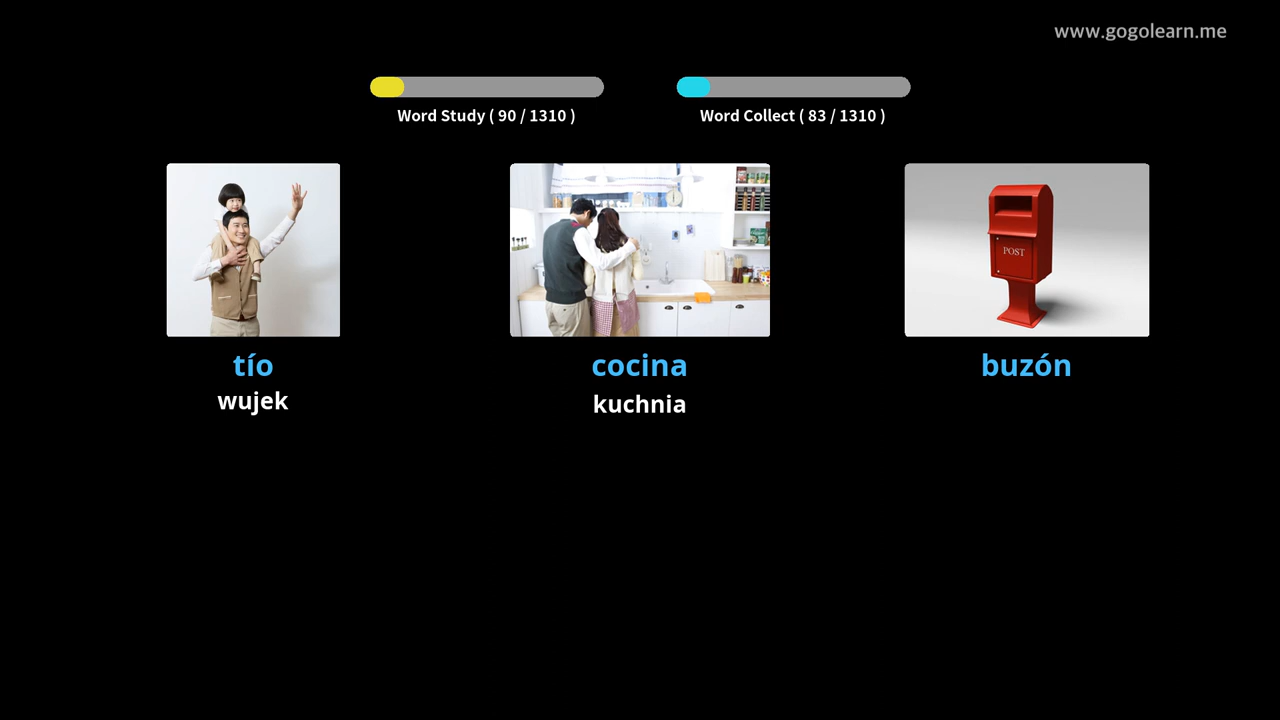 www.gogolearn.me
Word Study ( 90 / 1310 )
Word Collect ( 83 / 1310 )
POST
tío
cocina
buzón
wujek
kuchnia